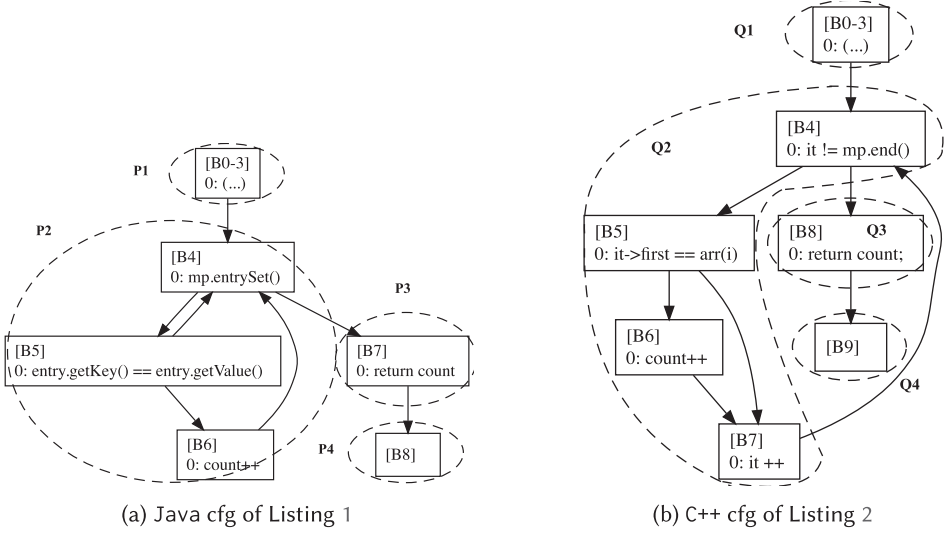 P1
[B0-3]
0: (...)
P2
[B4]
0: mp.entrySet()
P3
[B5]
0: entry.getKey() == entry.getValue()
[B7]
0: return count
[B6]
0: count++
P4
[B8]
(a) Java cfg of Listing 1
Q1
[B0-3]
0: (...)
Q2
[B4]
0: it != mp.end()
[B5]
0: it->first == arr(i)
[B8]
Q3
0: return count;
[B6]
0: count++
[B9]
Q4
[B7]
0: it ++
(b) C++ cfg of Listing 2